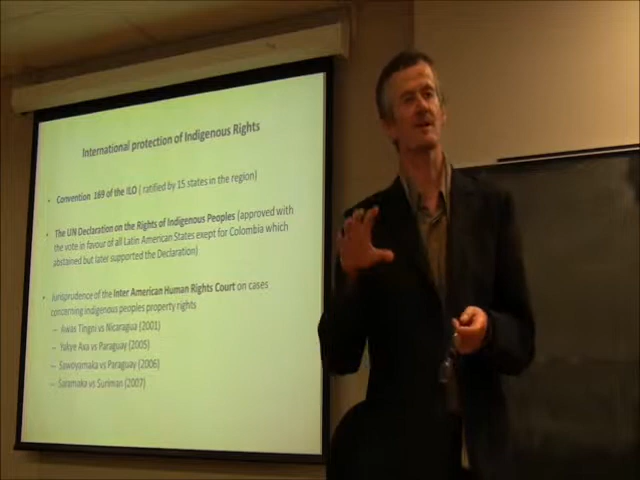 International protection of Indigenous Rights
• Convention 169 of the ILO ( ratified by 15 states in the region)
• The UN Declaration on the Rights of Indigenous Peoples (approved with
the vote in favour of all Latin American States exept for Colombia which
abstained but later supported the Declaration)
• Jurisprudence of the Inter American Human Rights Court on cases
concerning indigenous peoples property rights
– Awas Tingni vs Nicaragua (2001)
– Yakye Axa vs Paraguay (2005)
– Sawoyamaka vs Paraguay (2006)
– Saramaka vs Suriman (2007)